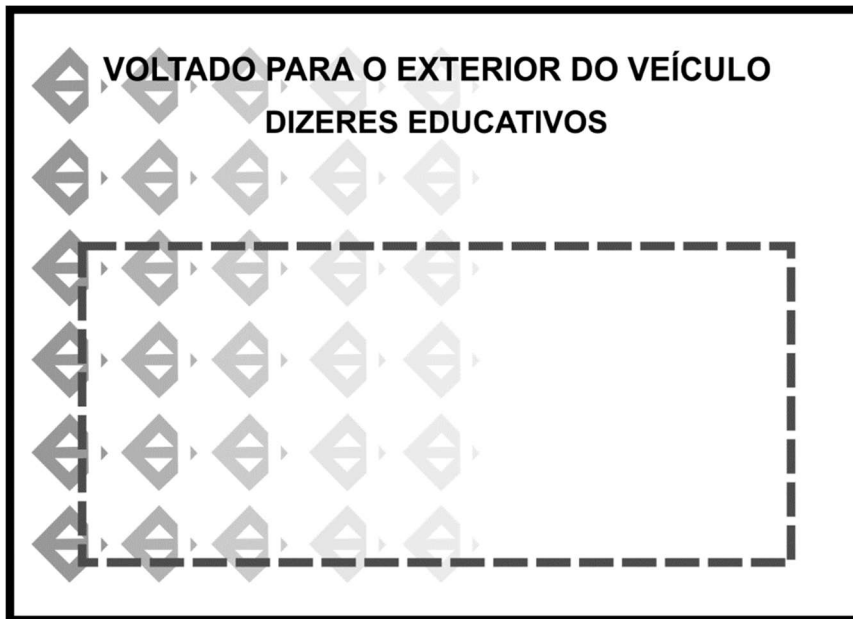 VOLTADO PARA O EXTERIOR DO VEÍCULO
DIZERES EDUCATIVOS